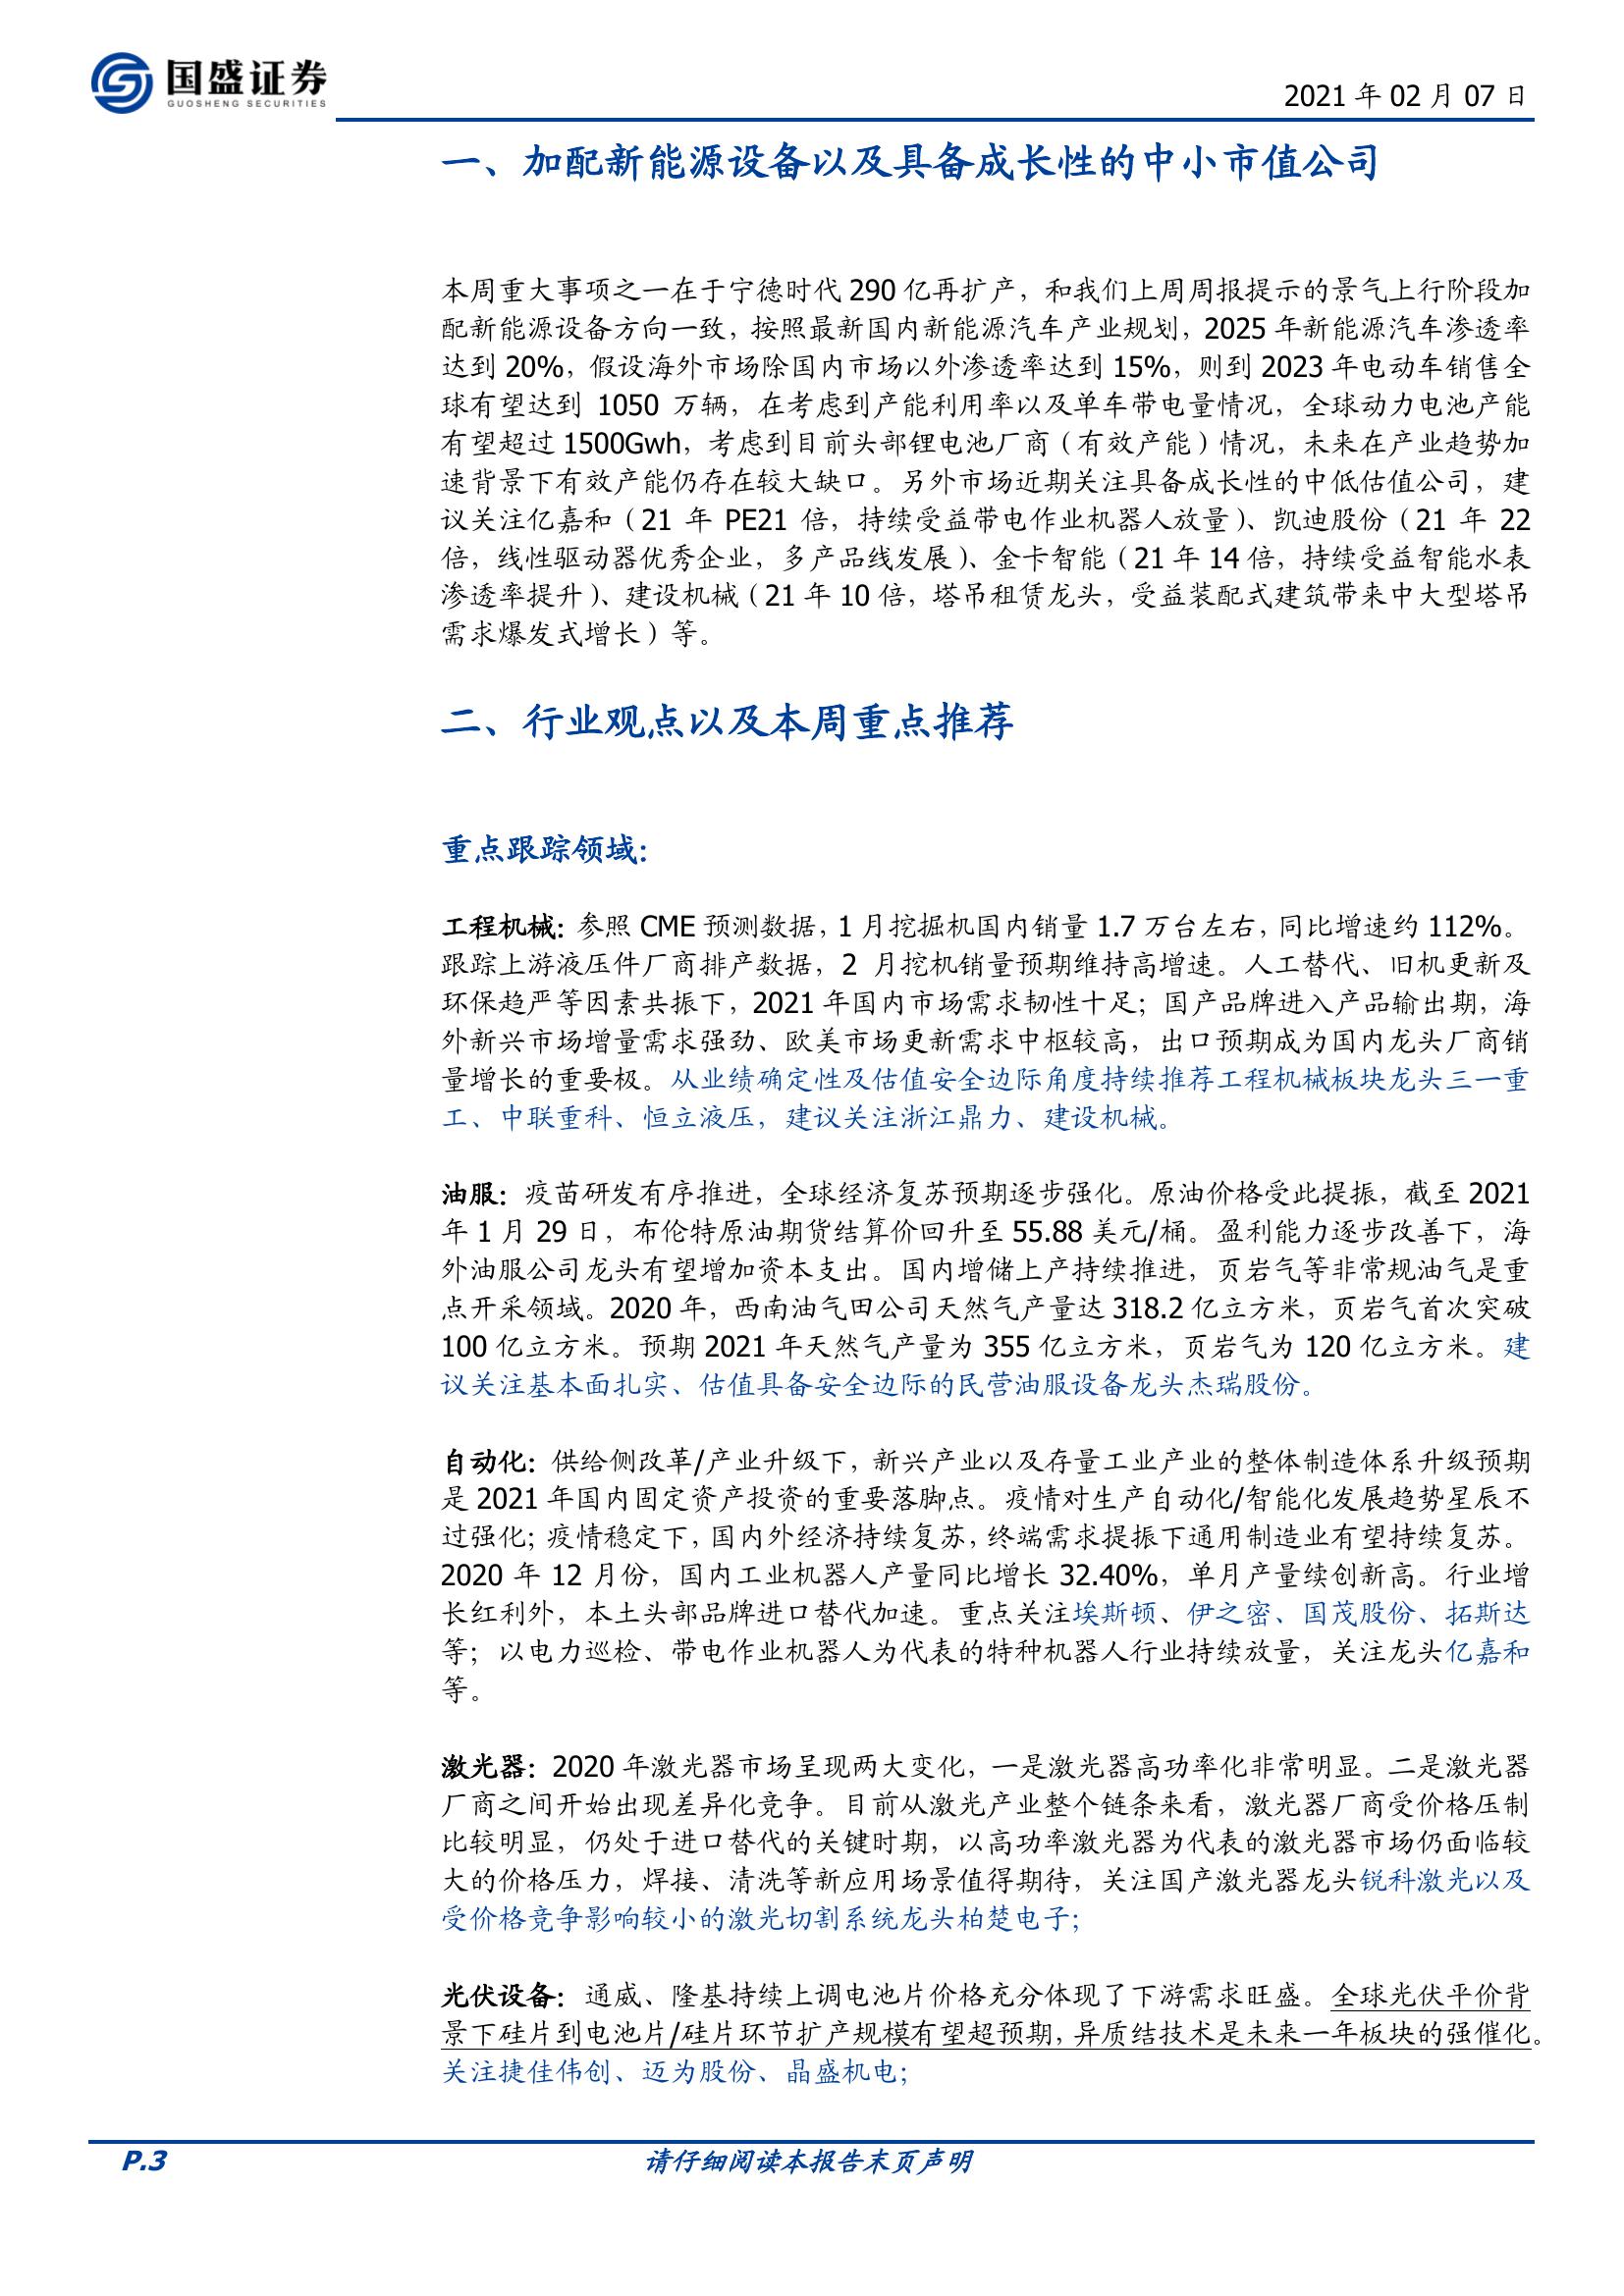 国盛证券
GUOSHENG SECURITIES
2021 年 02 月 07 日
一、加配新能源设备以及具备成长性的中小市值公司
本周重大事项之一在于宁德时代 290 亿再扩产，和我们上周周报提示的景气上行阶段加
配新能源设备方向一致，按照最新国内新能源汽车产业规划，2025 年新能源汽车渗透率
达到 20%，假设海外市场除国内市场以外渗透率达到 15%，则到 2023 年电动车销售全
球有望达到 1050 万辆，在考虑到产能利用率以及单车带电量情况，全球动力电池产能
有望超过 1500Gwh，考虑到目前头部锂电池厂商（有效产能）情况，未来在产业趋势加
速背景下有效产能仍存在较大缺口。另外市场近期关注具备成长性的中低估值公司，建
议关注亿嘉和（21 年 PE21 倍，持续受益带电作业机器人放量）、凯迪股份（21 年 22
倍，线性驱动器优秀企业，多产品线发展）、金卡智能（21 年 14 倍，持续受益智能水表
渗透率提升）、建设机械（21 年 10 倍，塔吊租赁龙头，受益装配式建筑带来中大型塔吊
需求爆发式增长）等。
二、行业观点以及本周重点推荐
重点跟踪领域：
工程机械：参照 CME 预测数据，1 月挖掘机国内销量 1.7 万台左右，同比增速约 112%。
跟踪上游液压件厂商排产数据，2 月挖机销量预期维持高增速。人工替代、旧机更新及
环保趋严等因素共振下，2021 年国内市场需求韧性十足；国产品牌进入产品输出期，海
外新兴市场增量需求强劲、欧美市场更新需求中枢较高，出口预期成为国内龙头厂商销
量增长的重要极。从业绩确定性及估值安全边际角度持续推荐工程机械板块龙头三一重
工、中联重科、恒立液压，建议关注浙江鼎力、建设机械。
油服：疫苗研发有序推进，全球经济复苏预期逐步强化。原油价格受此提振，截至 2021
年 1 月 29 日，布伦特原油期货结算价回升至 55.88 美元/桶。盈利能力逐步改善下，海
外油服公司龙头有望增加资本支出。国内增储上产持续推进，页岩气等非常规油气是重
点开采领域。2020 年，西南油气田公司天然气产量达 318.2 亿立方米，页岩气首次突破
100 亿立方米。预期 2021 年天然气产量为 355 亿立方米，页岩气为 120 亿立方米。建
议关注基本面扎实、估值具备安全边际的民营油服设备龙头杰瑞股份。
自动化：供给侧改革/产业升级下，新兴产业以及存量工业产业的整体制造体系升级预期
是 2021 年国内固定资产投资的重要落脚点。疫情对生产自动化/智能化发展趋势星辰不
过强化；疫情稳定下，国内外经济持续复苏，终端需求提振下通用制造业有望持续复苏。
2020 年 12 月份，国内工业机器人产量同比增长 32.40%，单月产量续创新高。行业增
长红利外，本土头部品牌进口替代加速。重点关注埃斯顿、伊之密、国茂股份、拓斯达
等；以电力巡检、带电作业机器人为代表的特种机器人行业持续放量，关注龙头亿嘉和
等。
激光器：2020 年激光器市场呈现两大变化，一是激光器高功率化非常明显。二是激光器
厂商之间开始出现差异化竞争。目前从激光产业整个链条来看，激光器厂商受价格压制
比较明显，仍处于进口替代的关键时期，以高功率激光器为代表的激光器市场仍面临较
大的价格压力，焊接、清洗等新应用场景值得期待，关注国产激光器龙头锐科激光以及
受价格竞争影响较小的激光切割系统龙头柏楚电子；
光伏设备：通威、隆基持续上调电池片价格充分体现了下游需求旺盛。全球光伏平价背
景下硅片到电池片/硅片环节扩产规模有望超预期，异质结技术是未来一年板块的强催化。
关注捷佳伟创、迈为股份、晶盛机电；
P.3
请仔细阅读本报告末页声明